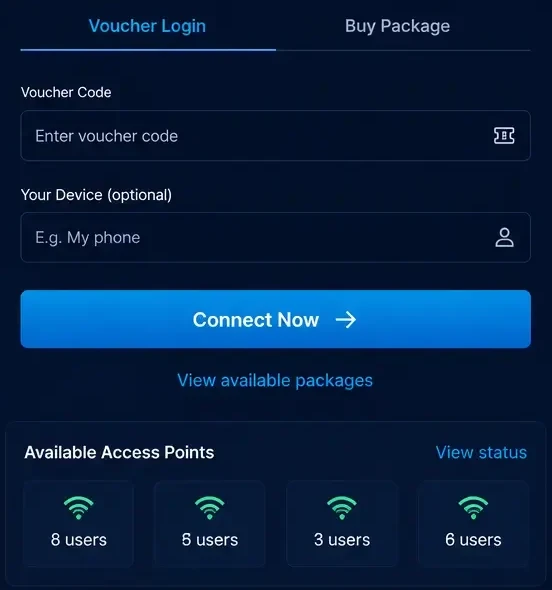 Voucher Login
Buy Package
Voucher Code
Enter voucher code
Your Device (optional)
E.g. My phone
Connect Now →
View available packages
Available Access Points
View status
8 users
5 users
3 users
6 users